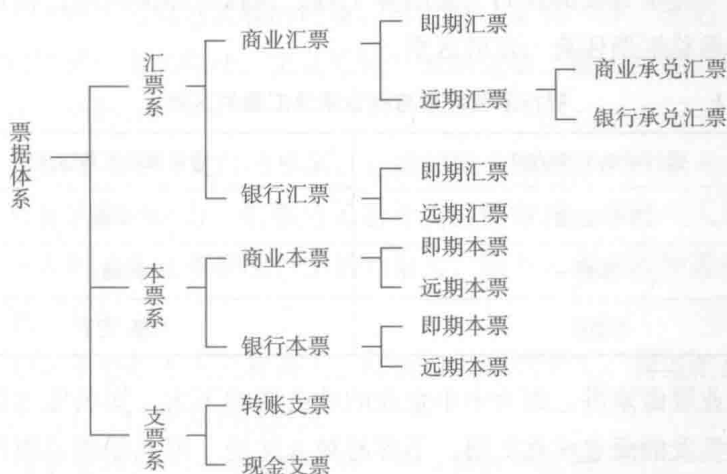 票据体系
汇票系
商业汇票
即期汇票
远期汇票
商业承兑汇票
银行承兑汇票
银行汇票
即期汇票
远期汇票
本票系
商业本票
即期本票
远期本票
银行本票
即期本票
远期本票
支票系
转账支票
现金支票